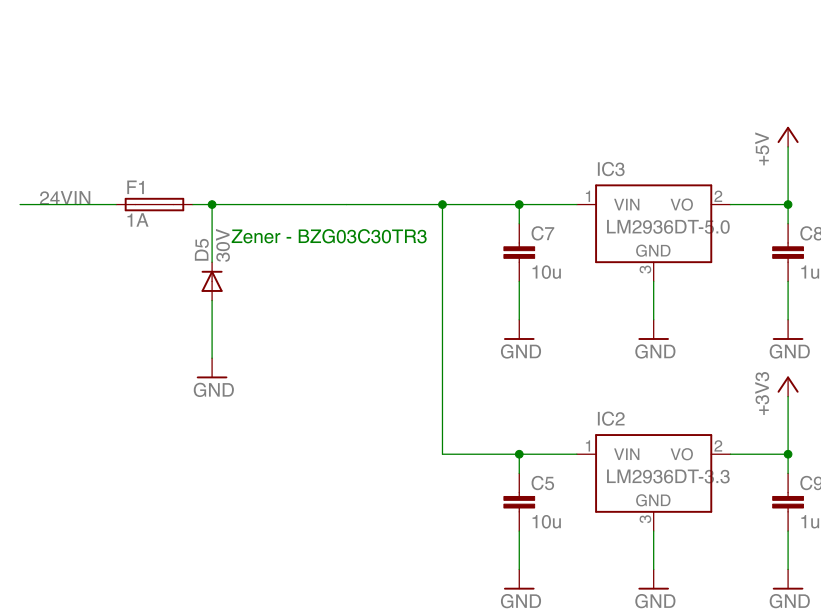 +5V
IC3
24VIN
F1
1A
1
VIN
VO
2
LM2936DT-5.0
GND
3
D5
30V
Zener - BZG03C30TR3
C7
10u
C8
1u
GND
GND
GND
GND
+3V3
IC2
1
VIN
VO
2
LM2936DT-3.3
GND
3
C5
10u
C9
1u
GND
GND
GND